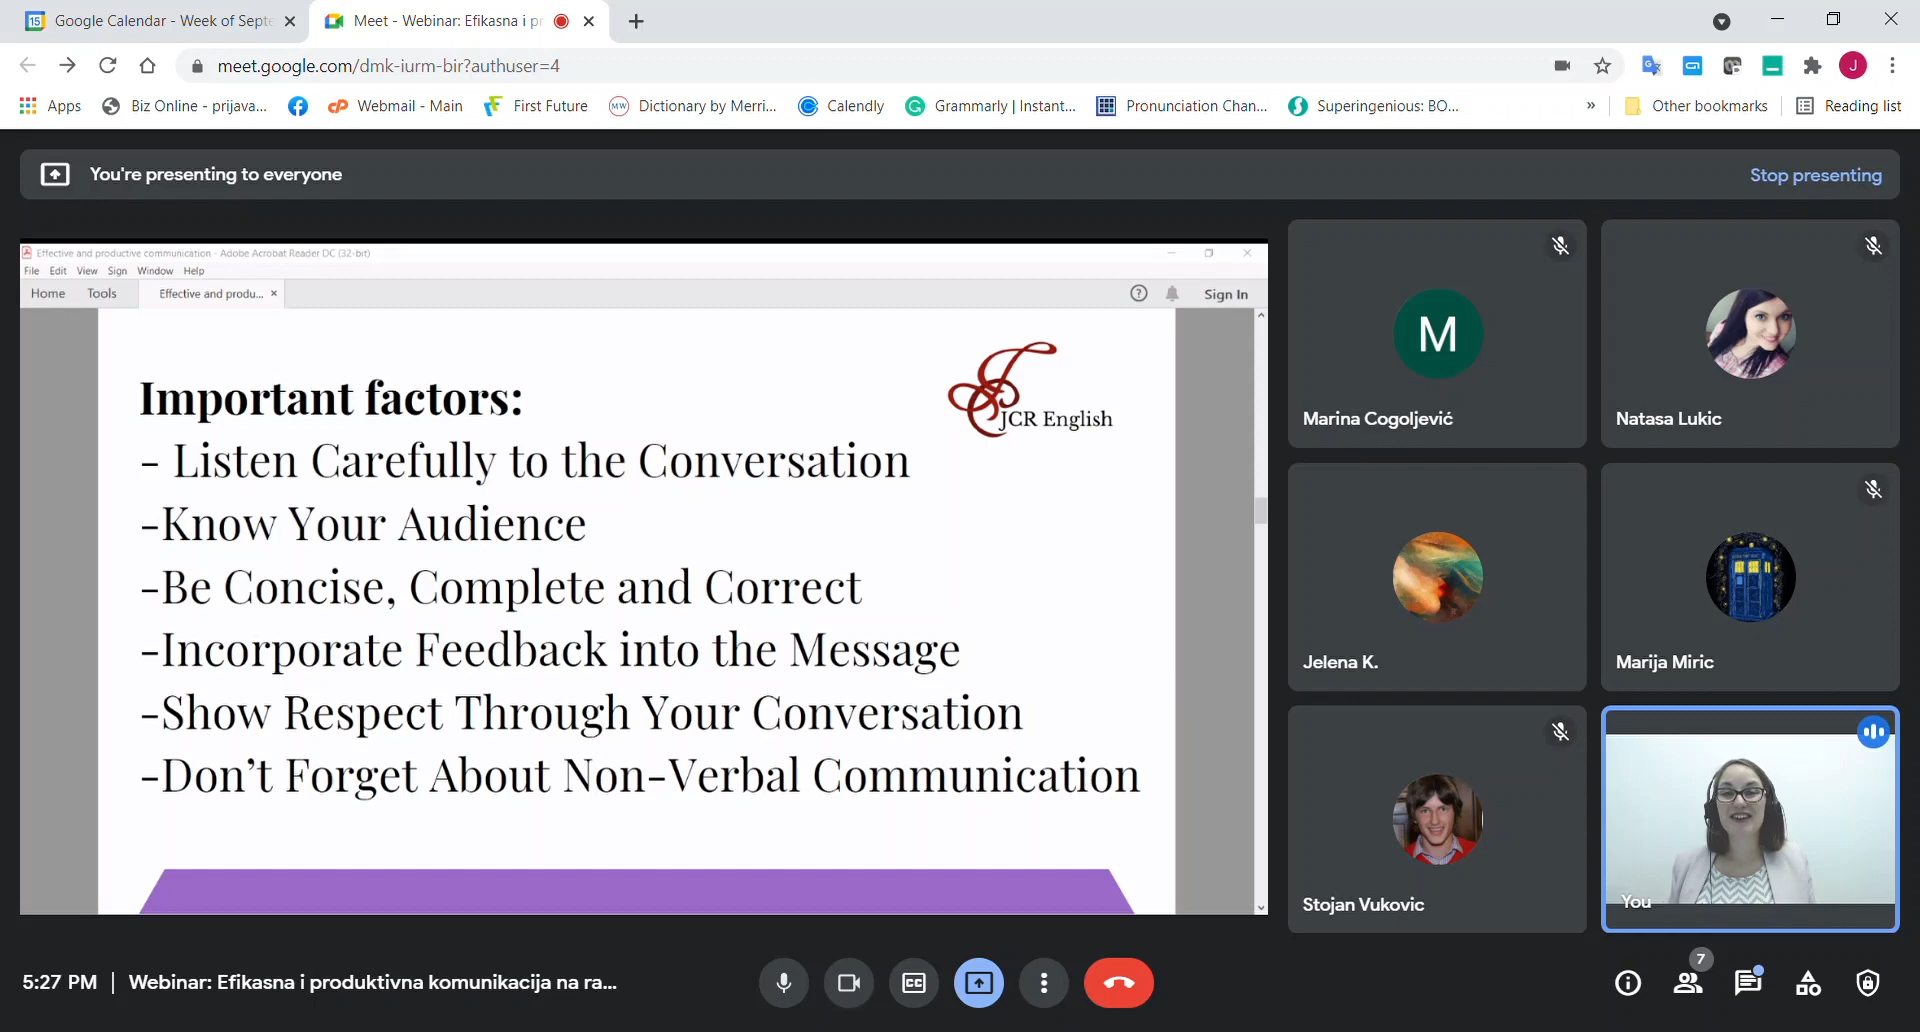 Google Calendar - Week of Septe
Meet - Webinar: Efikasna i pr
meet.google.com/dmk-iurm-bir?authuser=4
J
Apps
Biz Online - prijava...
Webmail - Main
First Future
Dictionary by Merri...
Calendly
Grammarly | Instant...
Pronunciation Chan...
Superingenious: BO...
»
Other bookmarks
Reading list
You're presenting to everyone
Stop presenting
Effective and productive communication - Adobe Acrobat Reader DC (32-bit)
File Edit View Sign Window Help
Home Tools Effective and produ... × Sign In
JCR English
Important factors:
- Listen Carefully to the Conversation
-Know Your Audience
-Be Concise, Complete and Correct
-Incorporate Feedback into the Message
-Show Respect Through Your Conversation
-Don’t Forget About Non-Verbal Communication
M
Marina Cogoljević
Natasa Lukic
Jelena K.
Marija Miric
Stojan Vukovic
You
5:27 PM | Webinar: Efikasna i produktivna komunikacija na ra...
CC
7